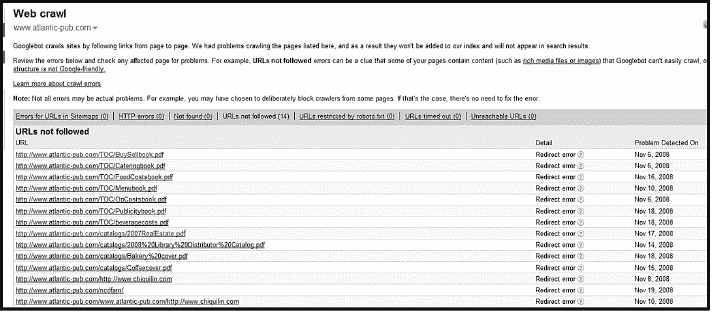 Web crawl
www.atlantic-pub.com
Googlebot crawls sites by following links from page to page. We had problems crawling the pages listed here, and as a result they won't be added to our index and will not appear in search results.
Review the errors below and check any affected page for problems. For example, URLs not followed errors can be a clue that some of your pages contain content (such as rich media files or images) that Googlebot can't easily crawl, o
structure is not Google-friendly.
Learn more about crawl errors
Note: Not all errors may be actual problems. For example, you may have chosen to deliberately block crawlers from some pages. If that's the case, there's no need to fix the error.
Errors for URLs in Sitemaps (0) | HTTP errors (0) | Not found (0) | URLs not followed (14) | URLs restricted by robots.txt (0) | URLs timed out (0) | Unreachable URLs (0)
URLs not followed
URL Detail Problem Detected On
http://www.atlantic-pub.com/TOC/BuySellbook.pdf Redirect error ? Nov 6, 2008
http://www.atlantic-pub.com/TOC/Cateringbook.pdf Redirect error ? Nov 6, 2008
http://www.atlantic-pub.com/TOC/FoodCostsbook.pdf Redirect error ? Nov 16, 2008
http://www.atlantic-pub.com/TOC/Menubook.pdf Redirect error ? Nov 10, 2008
http://www.atlantic-pub.com/TOC/OpCostsbook.pdf Redirect error ? Nov 6, 2008
http://www.atlantic-pub.com/TOC/Publicitybook.pdf Redirect error ? Nov 18, 2008
http://www.atlantic-pub.com/TOC/beveragecosts.pdf Redirect error ? Nov 18, 2008
http://www.atlantic-pub.com/catalogs/2007RealEstate.pdf Redirect error ? Nov 17, 2008
http://www.atlantic-pub.com/catalogs/2008%20Library%20Distributor%20Catalog.pdf Redirect error ? Nov 14, 2008
http://www.atlantic-pub.com/catalogs/Bakery%20cover.pdf Redirect error ? Nov 18, 2008
http://www.atlantic-pub.com/catalogs/Coffeecover.pdf Redirect error ? Nov 15, 2008
http://www.atlantic-pub.com/http://www.chiquilin.com Redirect error ? Nov 8, 2008
http://www.atlantic-pub.com/ncdfam/ Redirect error ? Nov 19, 2008
http://www.atlantic-pub.com/www.atlantic-pub.com/http://www.chiquilin.com Redirect error ? Nov 10, 2008